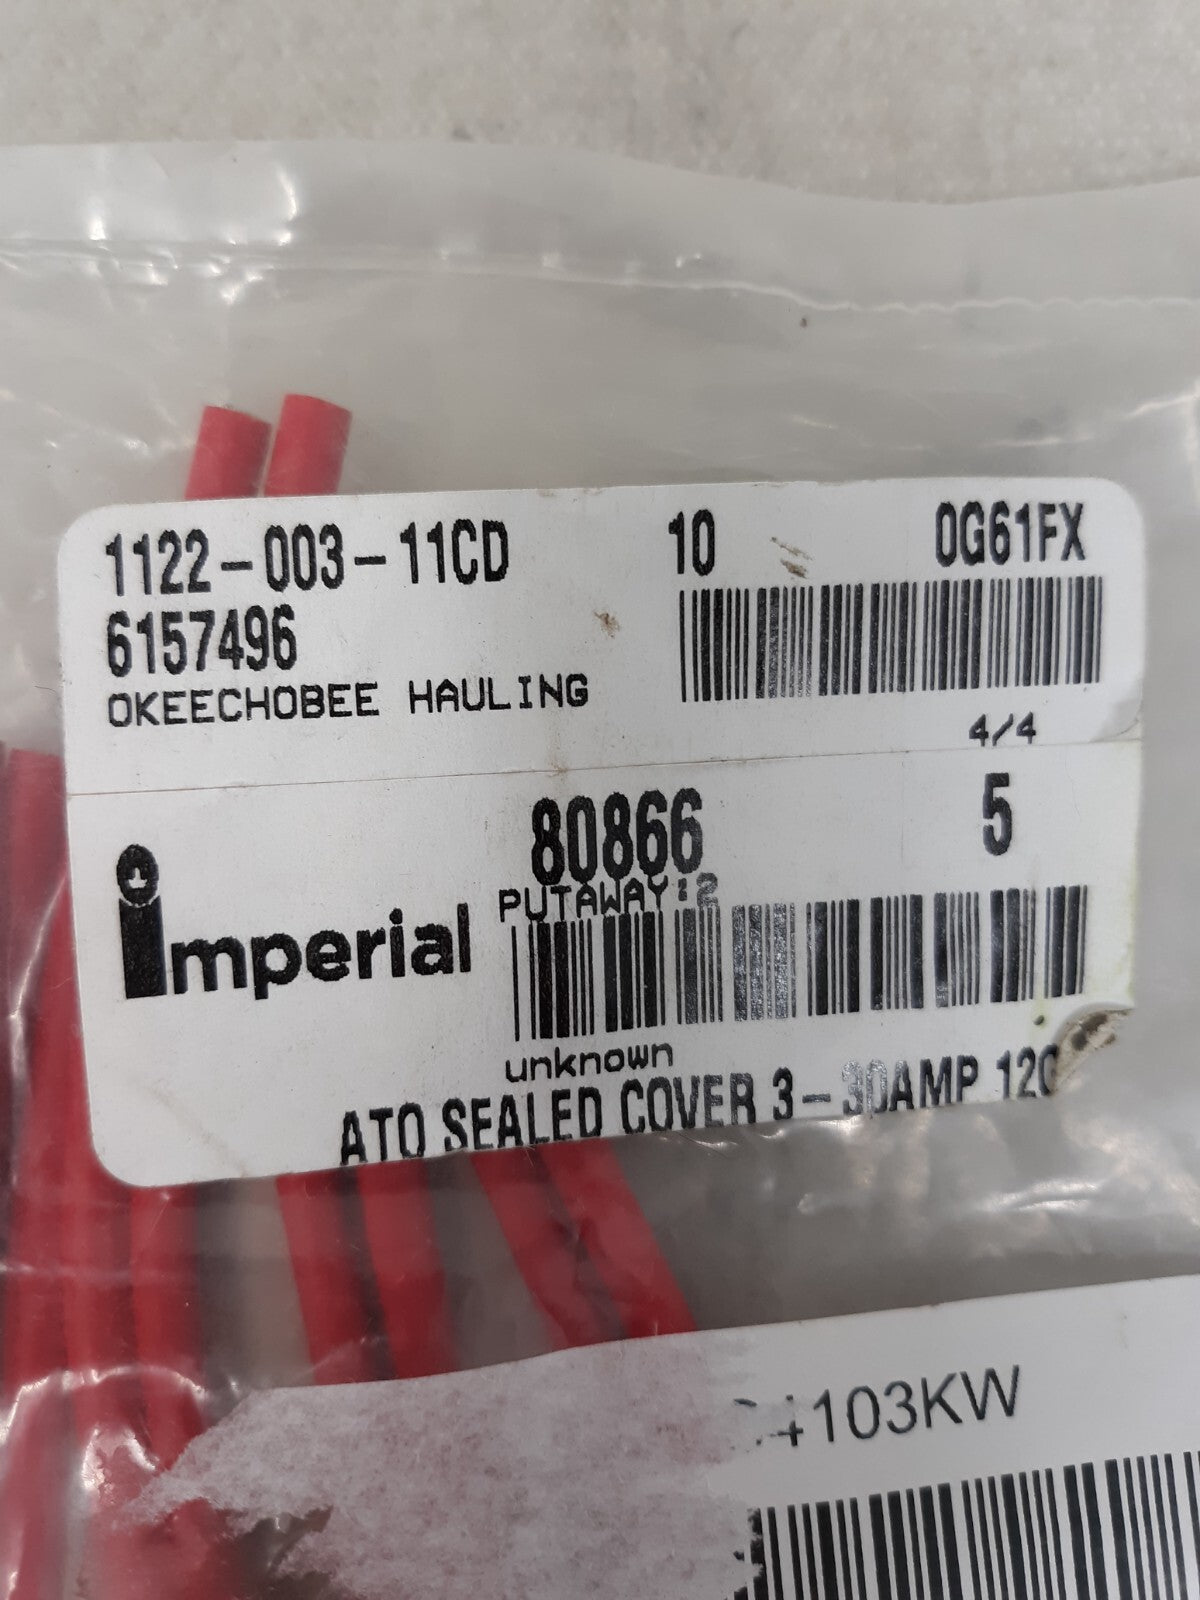 1122-003-11CD 10 0G61FX
6157496
OKEECHOBEE HAULING
4/4
80866 5
PUTAWAY:2
imperial
unknown
ATO SEALED COVER 3-30AMP
103KW